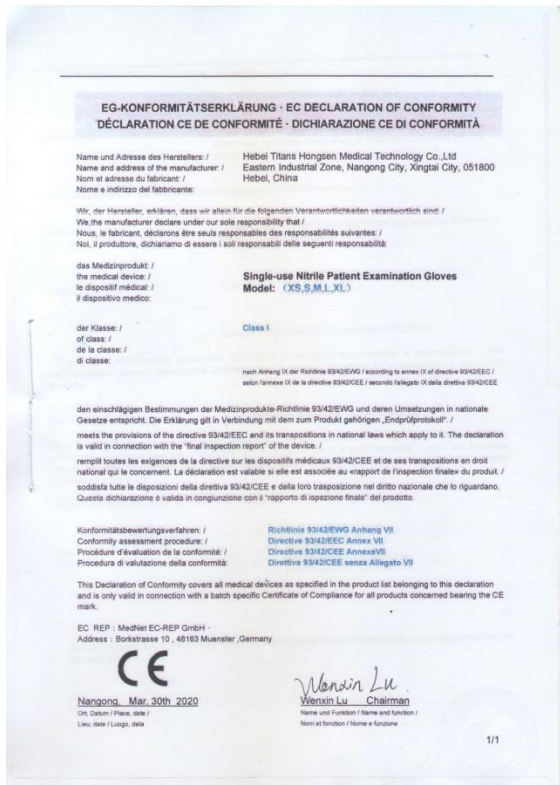 EG-KONFORMITÄTSERKLÄRUNG · EC DECLARATION OF CONFORMITY
DÉCLARATION CE DE CONFORMITÉ · DICHIARAZIONE CE DI CONFORMITÀ
Name und Adresse des Herstellers: /
Name and address of the manufacturer: /
Nom et adresse du fabricant: /
Nome e indirizzo del fabbricante:
Hebei Titans Hongsen Medical Technology Co.,Ltd
Eastern Industrial Zone, Nangong City, Xingtai City, 051800
Hebei, China
Wir, der Hersteller, erklären, dass wir allein für die folgenden Verantwortlichkeiten verantwortlich sind: /
We,the manufacturer declare under our sole responsibility that /
Nous, le fabricant, déclarons être seuls responsables des responsabilités suivantes: /
Noi, il produttore, dichiariamo di essere i soli responsabili delle seguenti responsabilità:
das Medizinprodukt: /
the medical device: /
le dispositif médical: /
il dispositivo medico:
Single-use Nitrile Patient Examination Gloves
Model: （XS,S,M,L,XL）
der Klasse: /
of class: /
de la classe: /
di classe:
Class I
nach Anhang IX der Richtlinie 93/42/EWG / according to annex IX of directive 93/42/EEC /
selon l'annexe IX de la directive 93/42/CEE / secondo l'allegato IX della direttiva 93/42/CEE
den einschlägigen Bestimmungen der Medizinprodukte-Richtlinie 93/42/EWG und deren Umsetzungen in nationale
Gesetze entspricht. Die Erklärung gilt in Verbindung mit dem zum Produkt gehörigen „Endprüfprotokoll". /
meets the provisions of the directive 93/42/EEC and its transpositions in national laws which apply to it. The declaration
is valid in connection with the "final inspection report" of the device. /
remplit toutes les exigences de la directive sur les dispositifs médicaux 93/42/CEE et de ses transpositions en droit
national qui le concernent. La déclaration est valable si elle est associée au «rapport de l'inspection finale» du produit. /
soddisfa tutte le disposizioni della direttiva 93/42/CEE e della loro trasposizione nel diritto nazionale che lo riguardano.
Questa dichiarazione è valida in congiunzione con il "rapporto di ispezione finale" del prodotto.
Konformitätsbewertungsverfahren: /
Conformity assessment procedure: /
Procédure d'évaluation de la conformité: /
Procedura di valutazione della conformità:
Richtlinie 93/42/EWG Anhang VII
Directive 93/42/EEC Annex VII
Directive 93/42/CEE AnnexeVII
Direttiva 93/42/CEE senza Allegato VII
This Declaration of Conformity covers all medical devices as specified in the product list belonging to this declaration
and is only valid in connection with a batch specific Certificate of Compliance for all products concerned bearing the CE
mark.
EC REP : MedNet EC-REP GmbH ·
Address : Borkstrasse 10 , 48163 Muenster ,Germany
CE
Nangong, Mar. 30th 2020
Ort, Datum / Place, date /
Lieu, date / Luogo, data
Wenxin Lu
Wenxin Lu Chairman
Name und Funktion / Name and function /
Nom et fonction / Nome e funzione
1/1